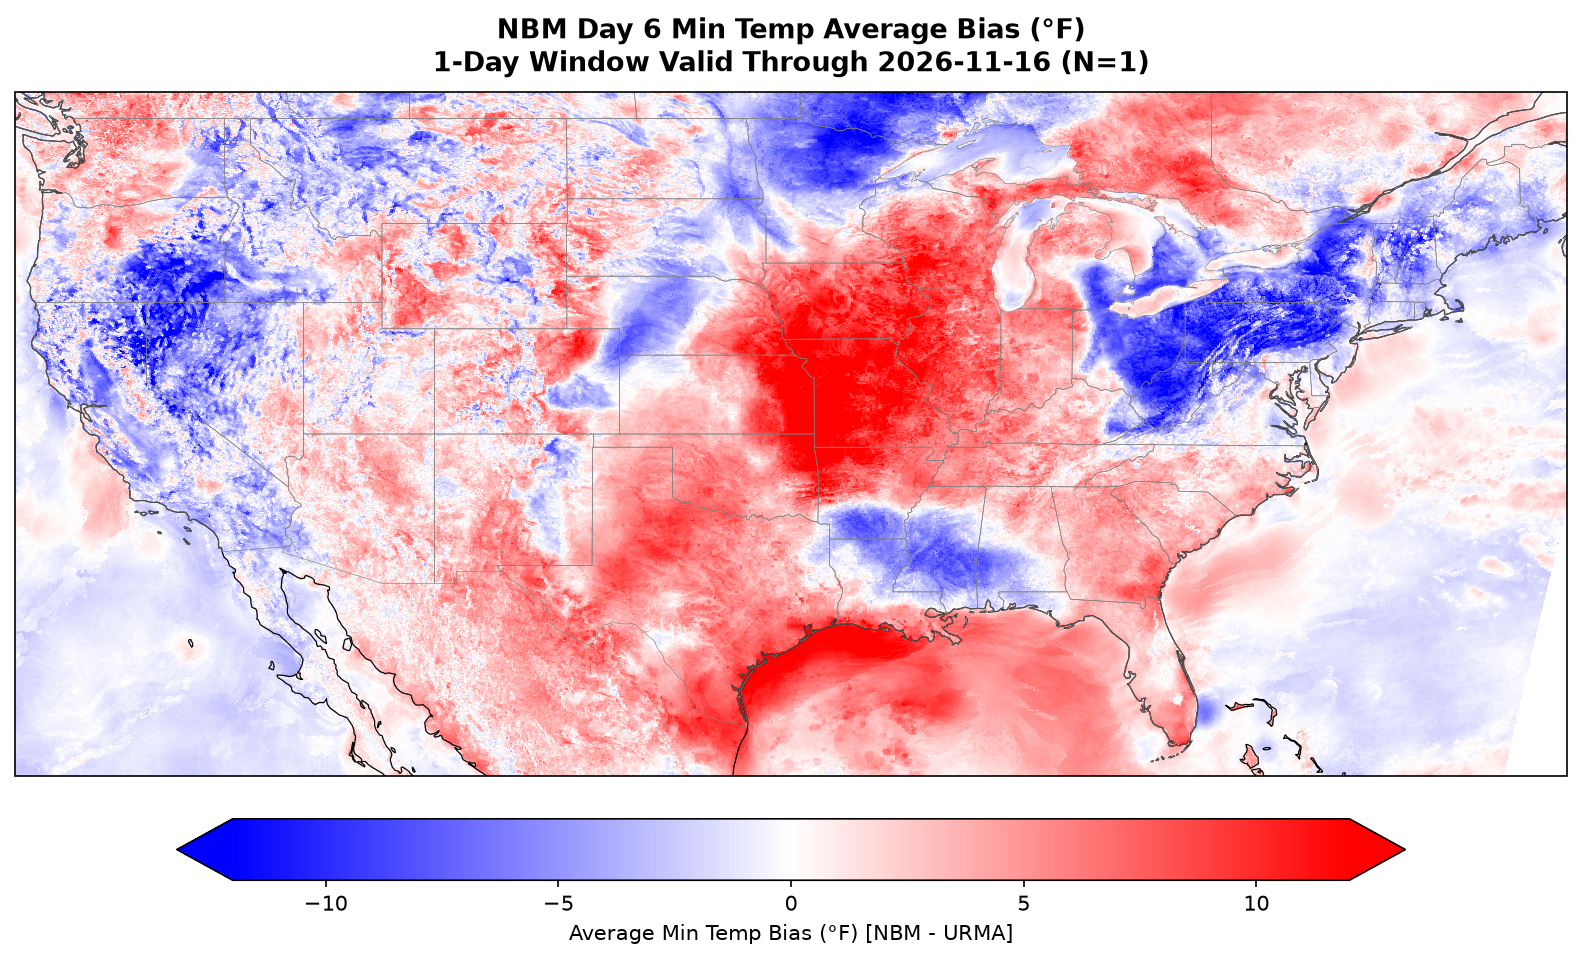 NBM Day 6 Min Temp Average Bias (°F)
1-Day Window Valid Through 2026-11-16 (N=1)
−10 −5 0 5 10
Average Min Temp Bias (°F) [NBM - URMA]